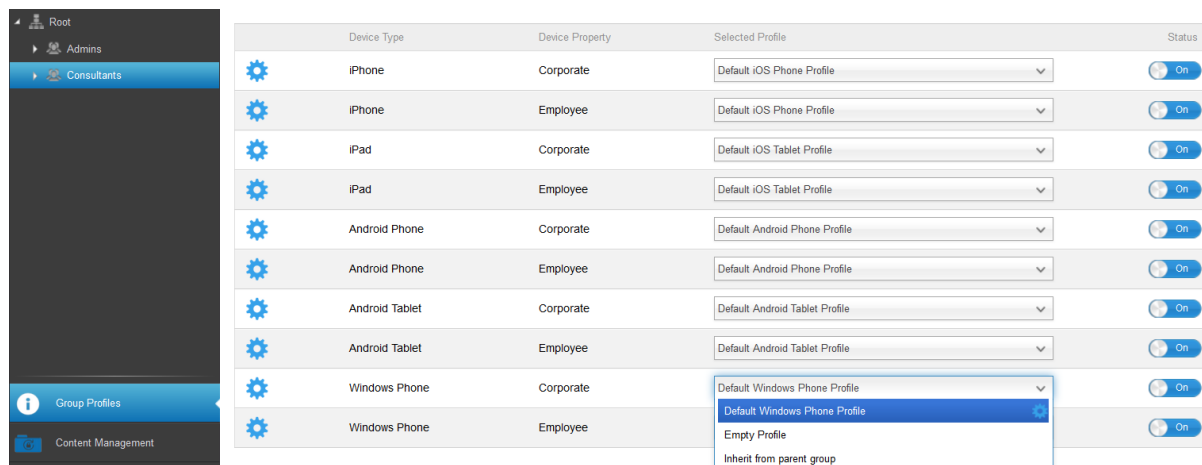 Root
Admins
Consultants
Group Profiles
Content Management
Device Type Device Property Selected Profile Status
iPhone Corporate Default iOS Phone Profile On
iPhone Employee Default iOS Phone Profile On
iPad Corporate Default iOS Tablet Profile On
iPad Employee Default iOS Tablet Profile On
Android Phone Corporate Default Android Phone Profile On
Android Phone Employee Default Android Phone Profile On
Android Tablet Corporate Default Android Tablet Profile On
Android Tablet Employee Default Android Tablet Profile On
Windows Phone Corporate Default Windows Phone Profile On
Default Windows Phone Profile
Windows Phone Employee On
Empty Profile
Inherit from parent group